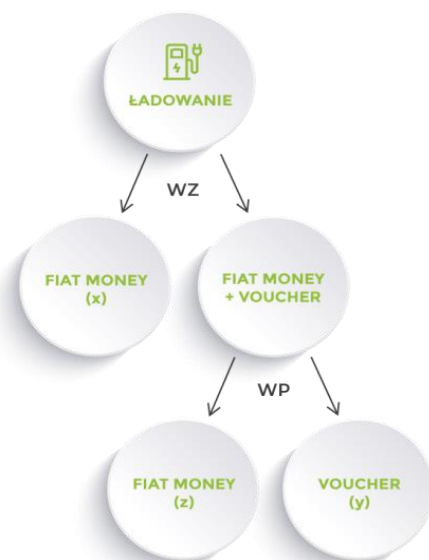 ŁADOWANIE
WZ
FIAT MONEY
(x)
FIAT MONEY
+ VOUCHER
WP
FIAT MONEY
(z)
VOUCHER
(y)